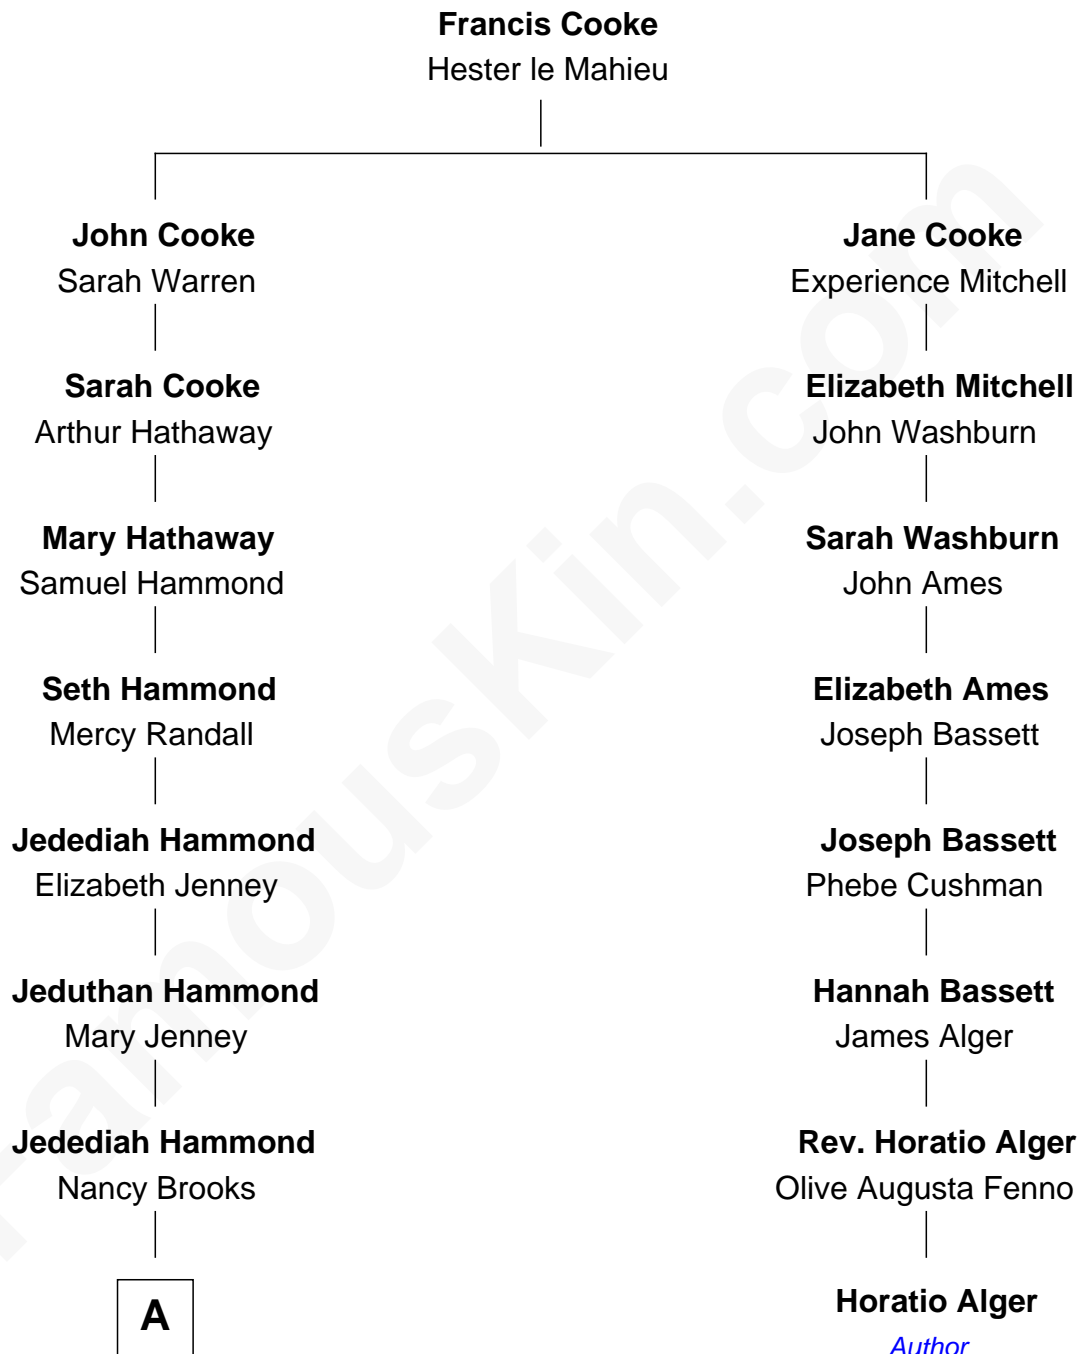 Francis Cooke
Hester le Mahieu
John Cooke
Sarah Warren
Jane Cooke
Experience Mitchell
Sarah Cooke
Arthur Hathaway
Elizabeth Mitchell
John Washburn
Mary Hathaway
Samuel Hammond
Sarah Washburn
John Ames
Seth Hammond
Mercy Randall
Elizabeth Ames
Joseph Bassett
Jedediah Hammond
Elizabeth Jenney
Joseph Bassett
Phebe Cushman
Jeduthan Hammond
Mary Jenney
Hannah Bassett
James Alger
Jedediah Hammond
Nancy Brooks
Rev. Horatio Alger
Olive Augusta Fenno
A
Horatio Alger
Author
FamousKin.com